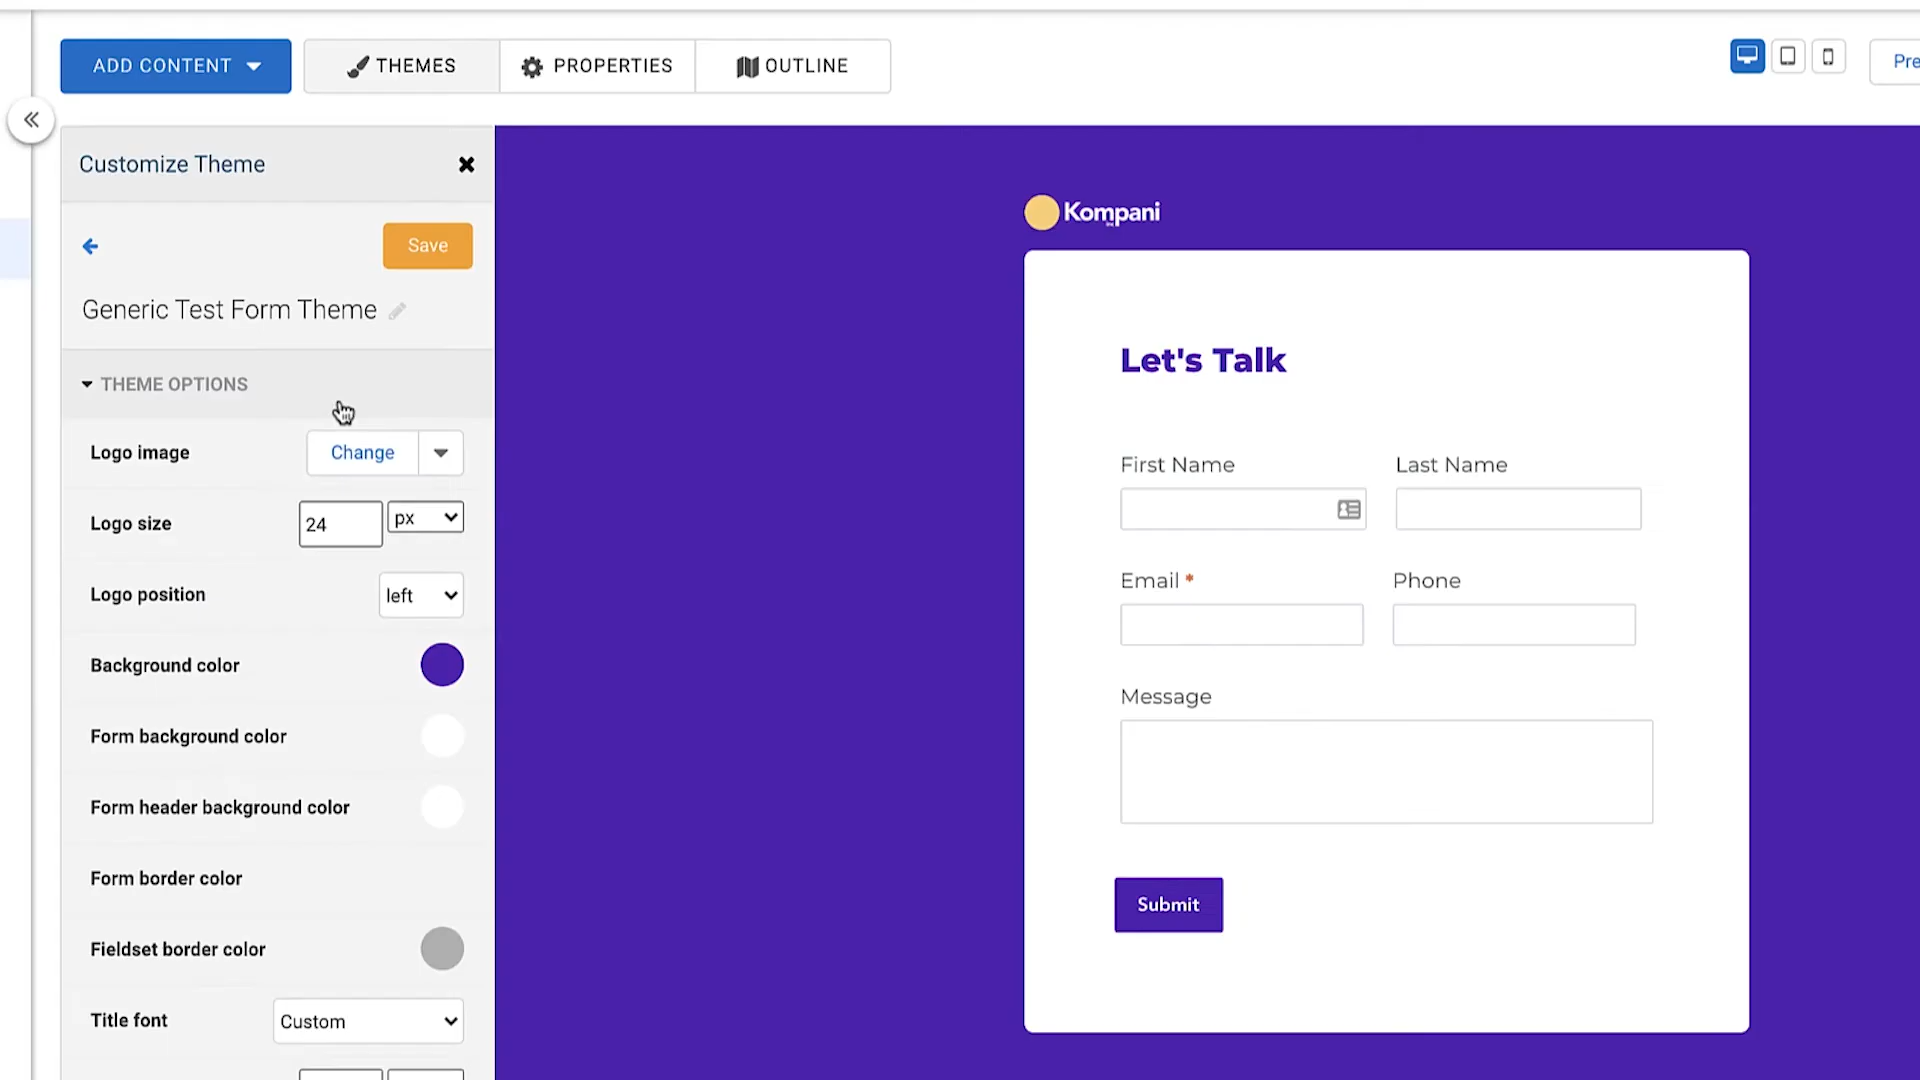 ADD CONTENT
THEMES
PROPERTIES
OUTLINE
Pre
Customize Theme
Save
Generic Test Form Theme
THEME OPTIONS
Logo image
Change
Logo size
24
px
Logo position
left
Background color
Form background color
Form header background color
Form border color
Fieldset border color
Title font
Custom
Kompani
Let's Talk
First Name
Last Name
Email *
Phone
Message
Submit